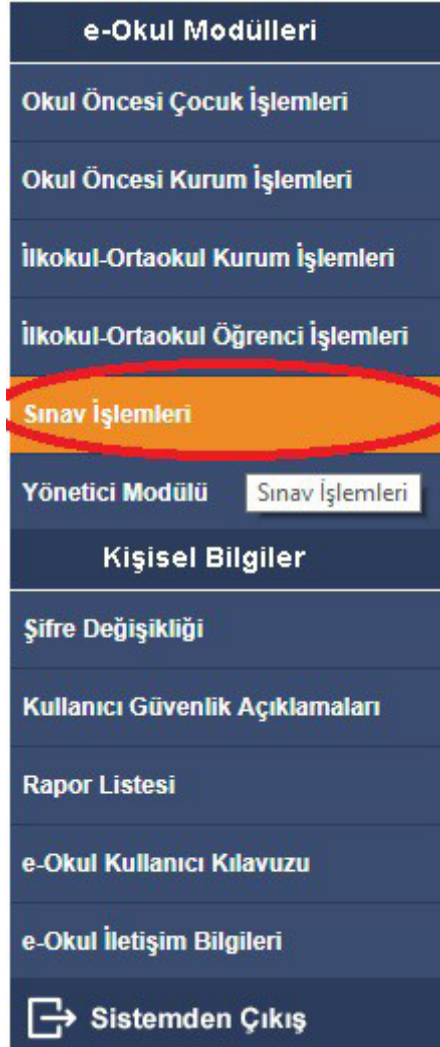 e-Okul Modülleri
Okul Öncesi Çocuk İşlemleri
Okul Öncesi Kurum İşlemleri
İlkokul-Ortaokul Kurum İşlemleri
İlkokul-Ortaokul Öğrenci İşlemleri
Sınav İşlemleri
Yönetici Modülü
Sınav İşlemleri
Kişisel Bilgiler
Şifre Değişikliği
Kullanıcı Güvenlik Açıklamaları
Rapor Listesi
e-Okul Kullanıcı Kılavuzu
e-Okul İletişim Bilgileri
Sistemden Çıkış